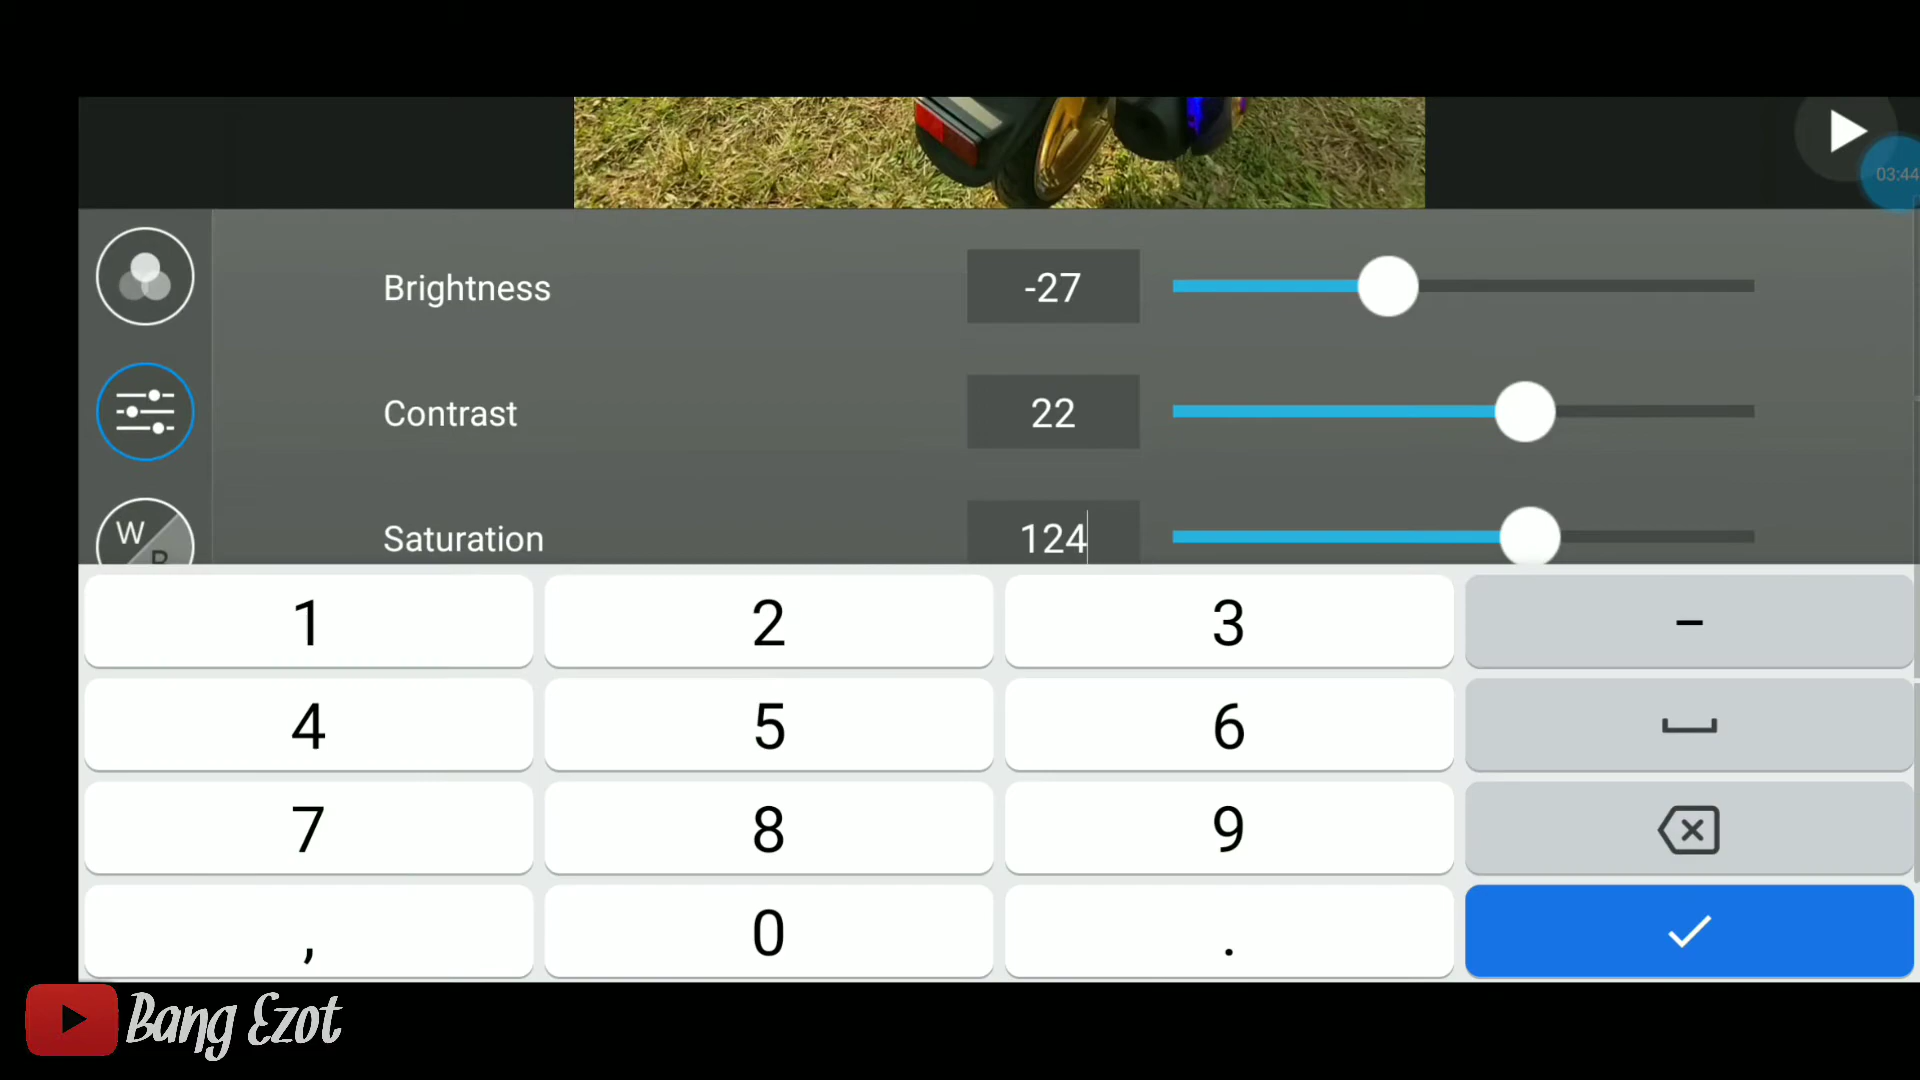 03:44
Brightness
-27
Contrast
22
W
Saturation
124
1 2 3 –
4 5 6
7 8 9
, 0 .
Bang Ezot